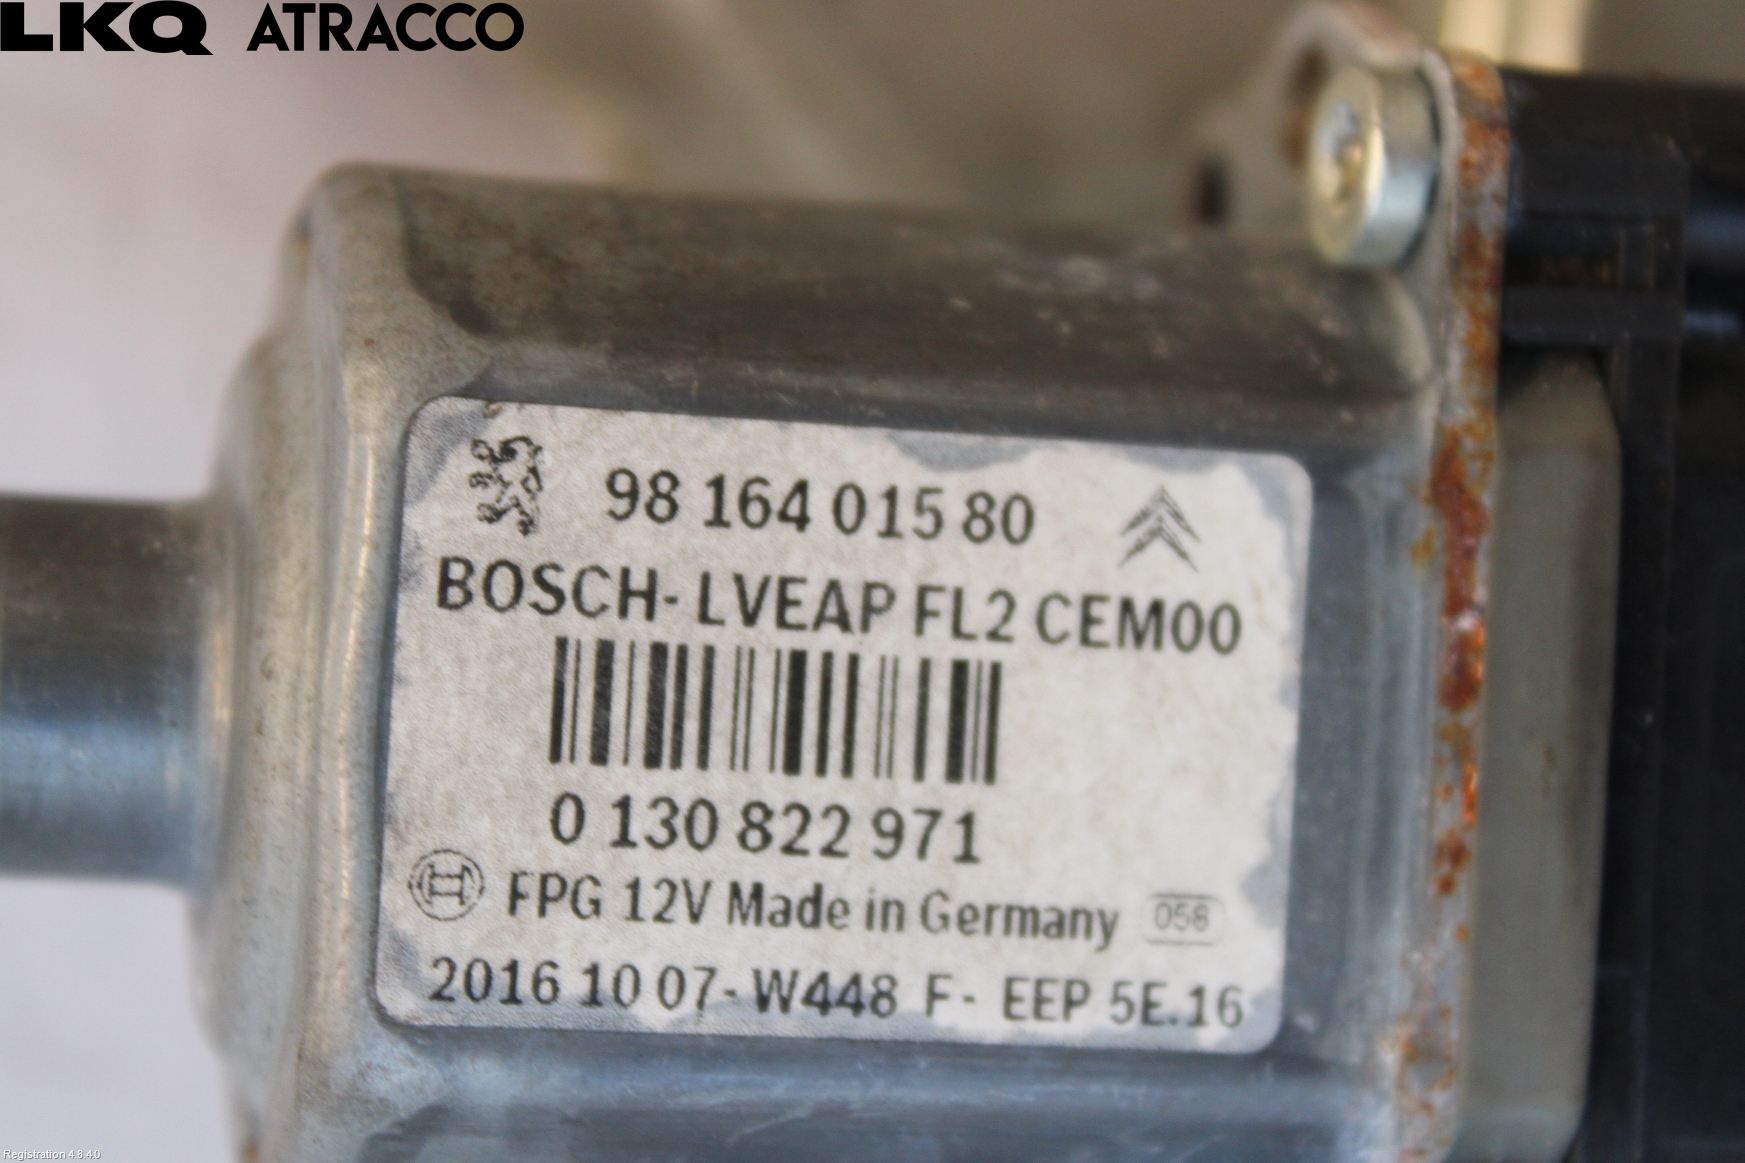 LKQ ATRACCO
98 164 015 80
BOSCH- LVEAP FL2 CEM00
0 130 822 971
FPG 12V Made in Germany 058
2016 10 07- W448 F- EEP 5E.16
Registration 4.8.4.0